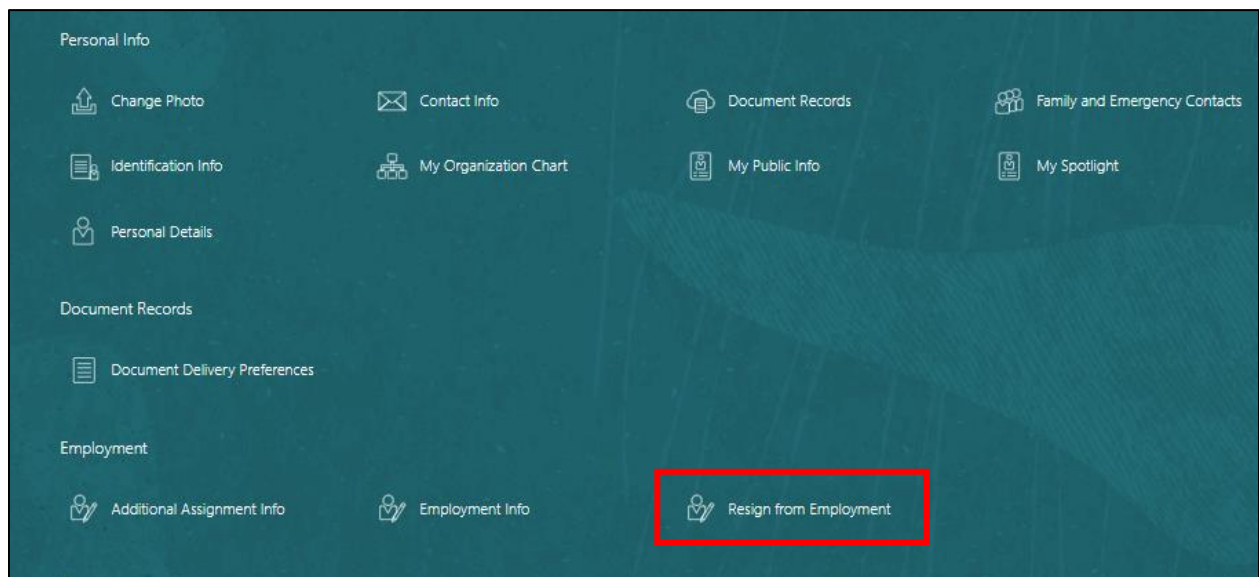 Personal Info
Change Photo
Contact Info
Document Records
Family and Emergency Contacts
Identification Info
My Organization Chart
My Public Info
My Spotlight
Personal Details
Document Records
Document Delivery Preferences
Employment
Additional Assignment Info
Employment Info
Resign from Employment